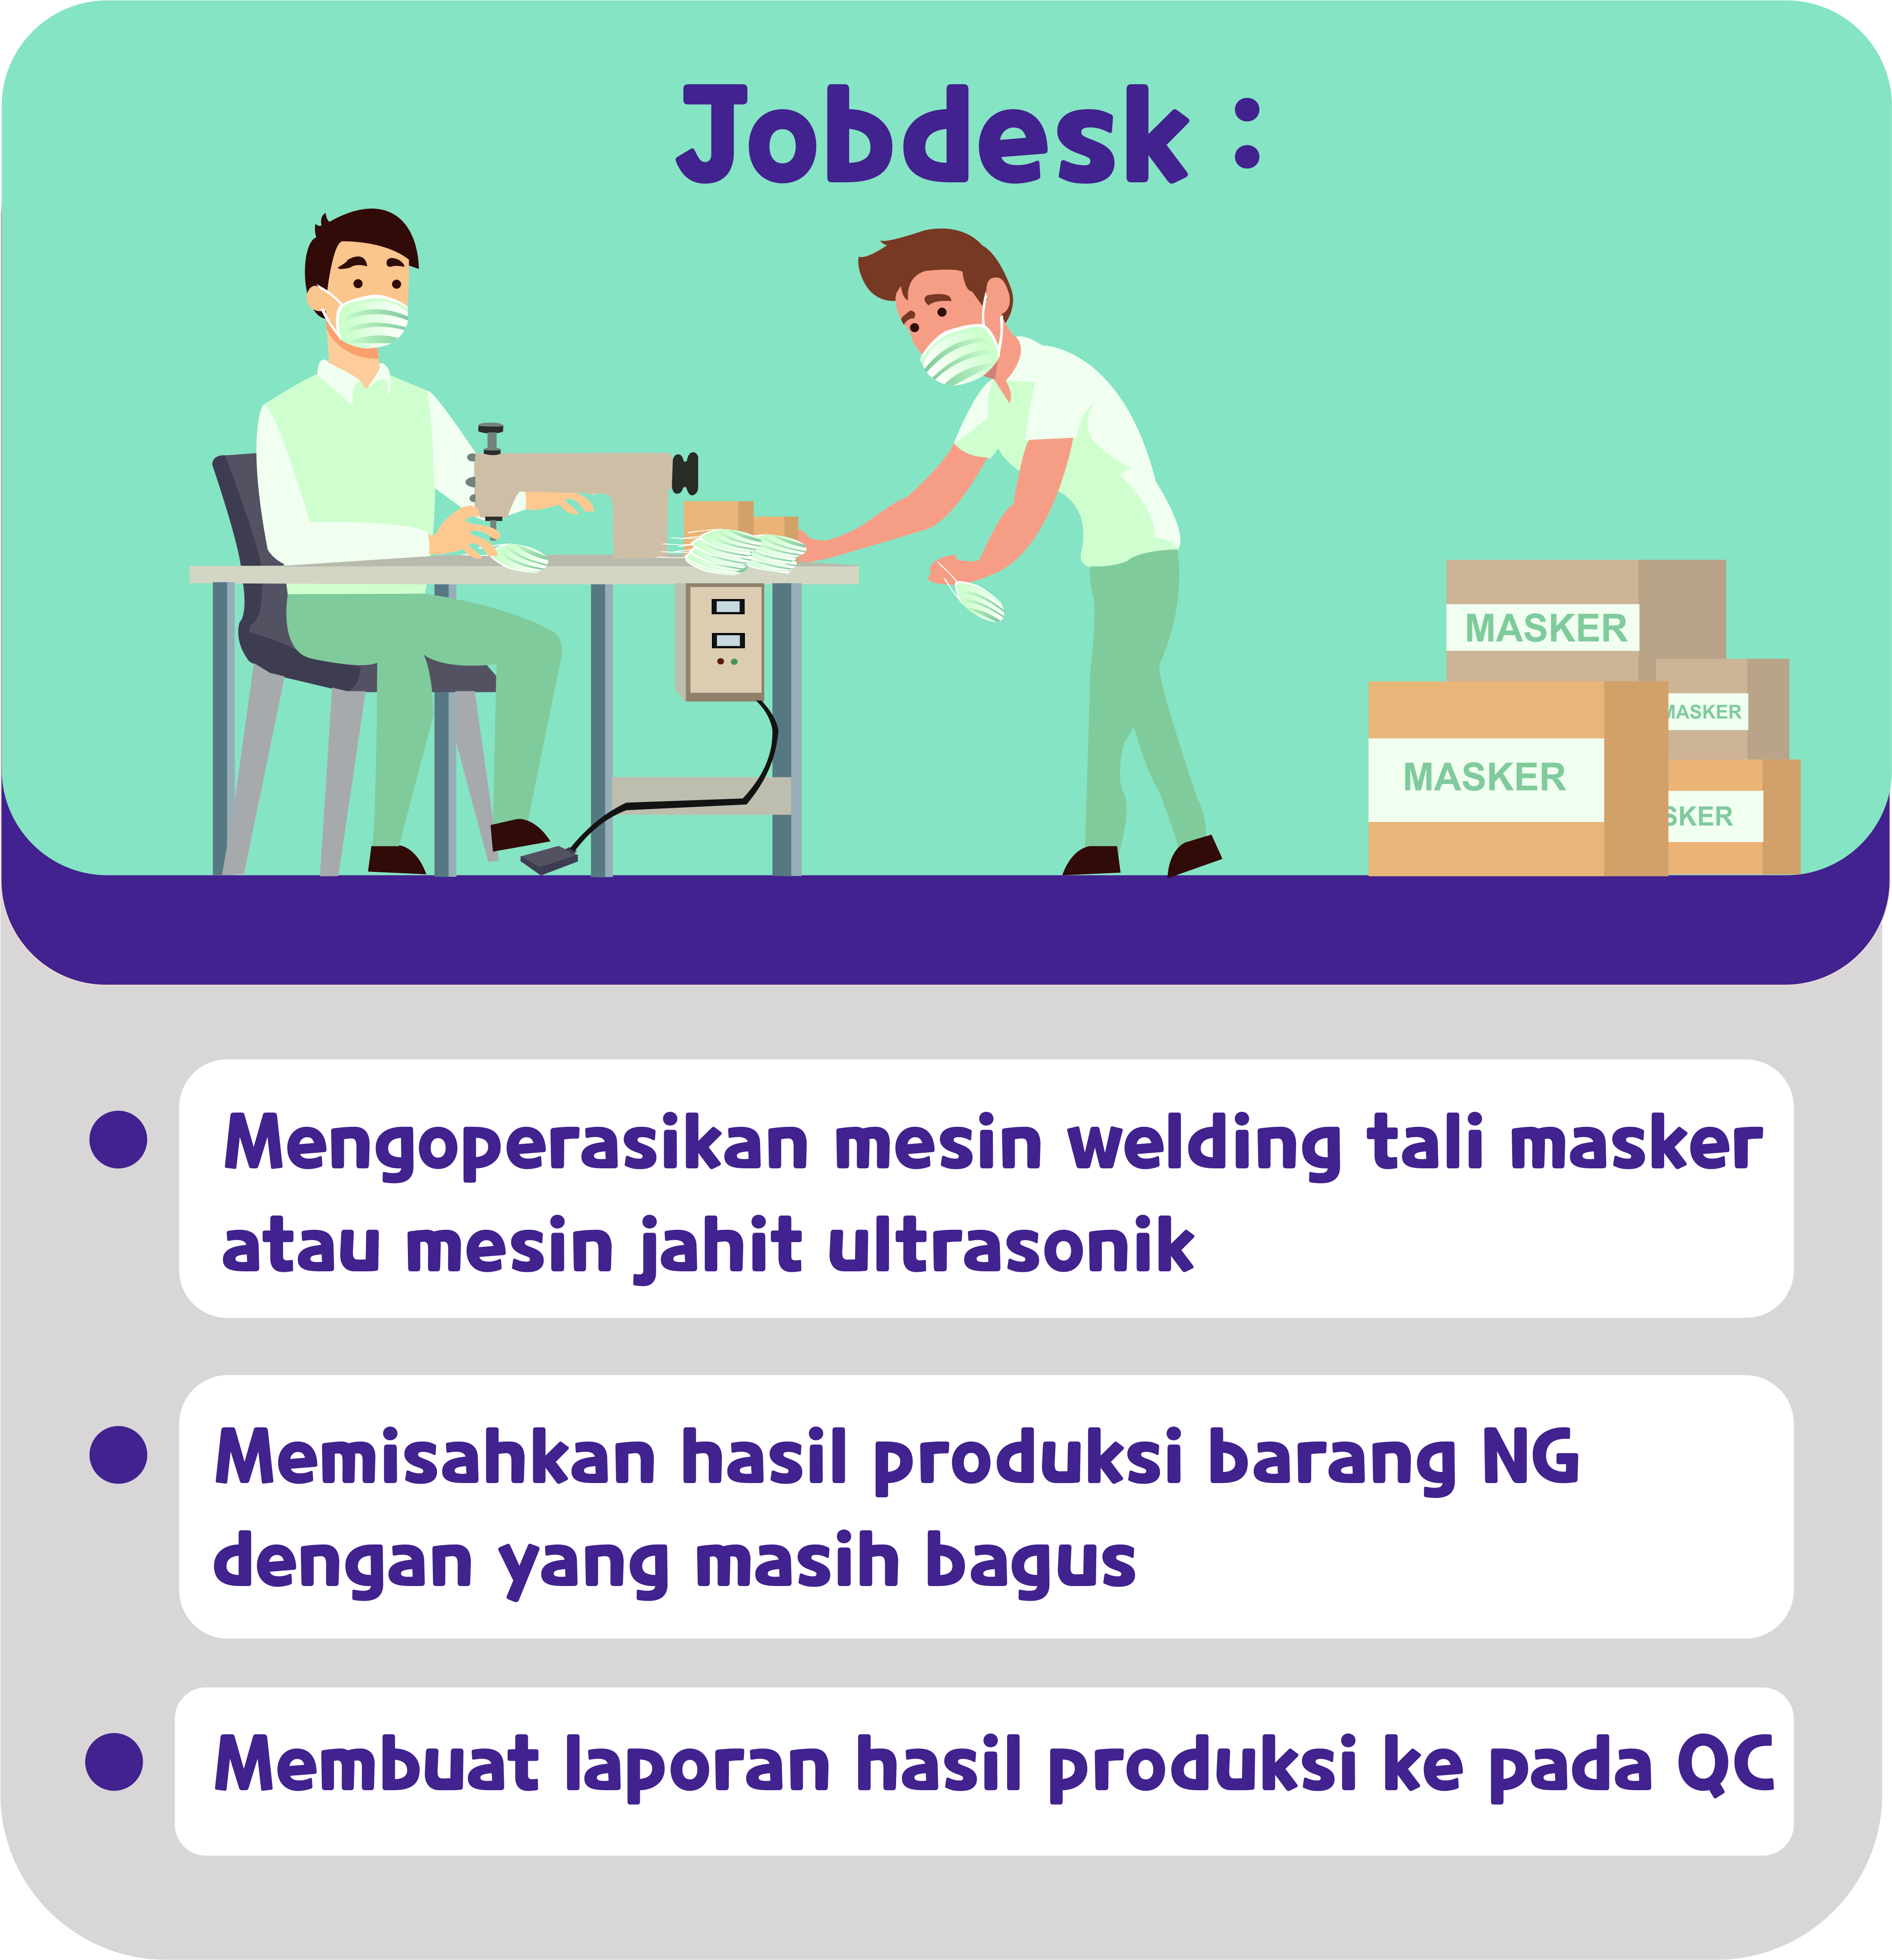 Jobdesk :
MASKER
MASKER
MASKER
SKER
Mengoperasikan mesin welding tali masker
atau mesin jahit ultrasonik
Memisahkan hasil produksi barang NG
dengan yang masih bagus
Membuat laporan hasil produksi ke pada QC